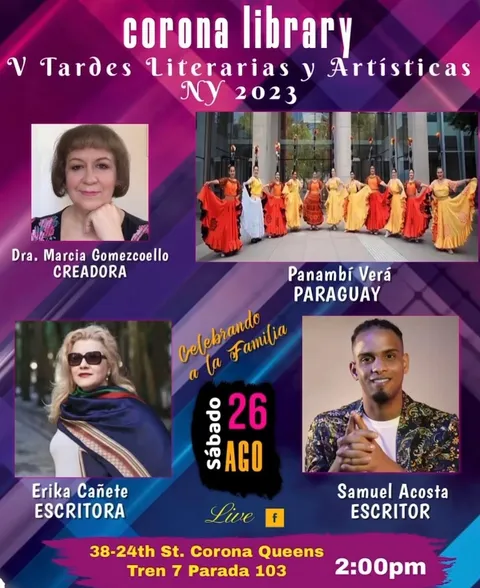 corona library
V Tardes Literarias y Artísticas
NY 2023
Dra. Marcia Gomezcoello
CREADORA
Panambí Verá
PARAGUAY
Celebrando
a la Familia
sábado
26
AGO
Erika Cañete
ESCRITORA
Samuel Acosta
ESCRITOR
Live f
38-24th St. Corona Queens
Tren 7 Parada 103
2:00pm